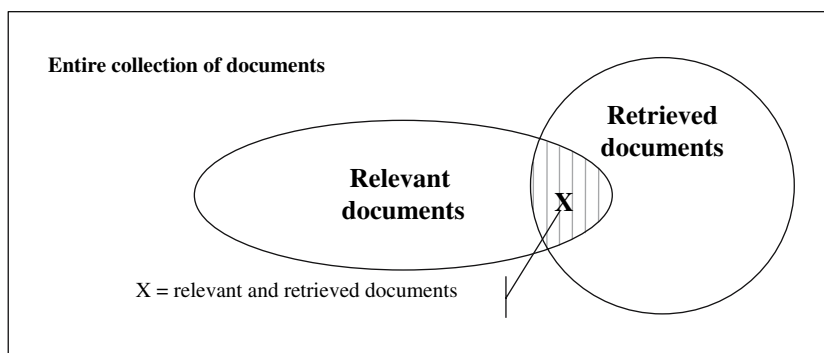 Entire collection of documents
Retrieved
documents
Relevant
documents
X
X = relevant and retrieved documents